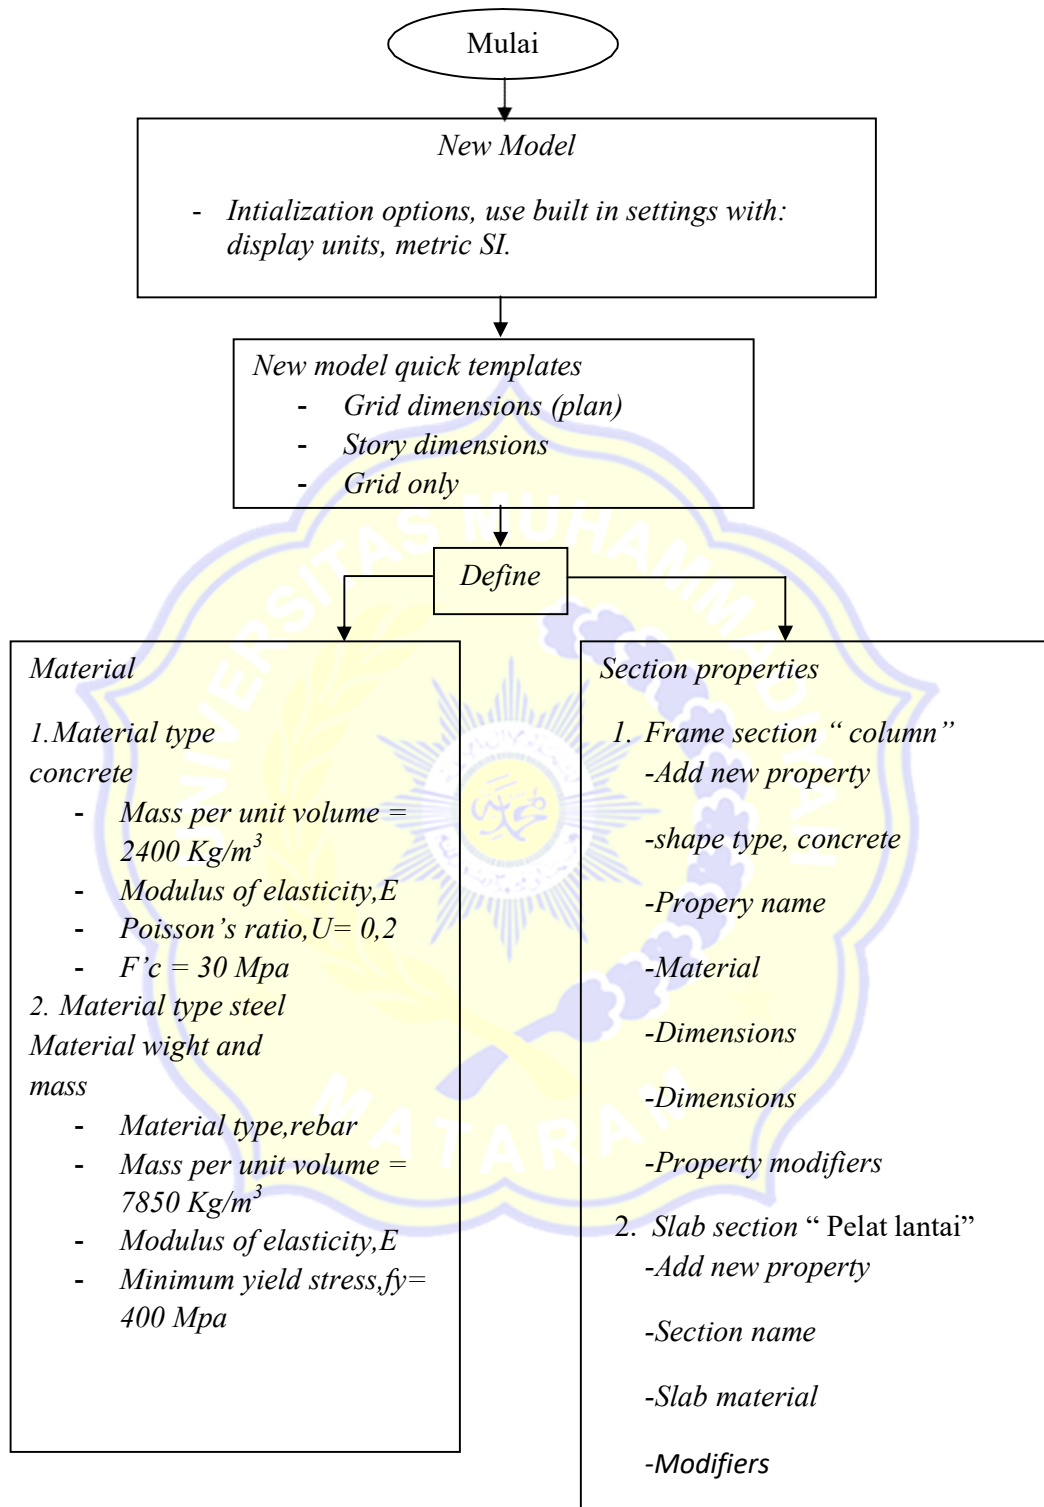 Mulai
New Model
- Intialization options, use built in settings with:
display units, metric SI.
New model quick templates
- Grid dimensions (plan)
- Story dimensions
- Grid only
Define
Material
1.Material type
concrete
- Mass per unit volume =
2400 Kg/m³
- Modulus of elasticity,E
- Poisson’s ratio,U= 0,2
- F’c = 30 Mpa
2. Material type steel
Material wight and
mass
- Material type,rebar
- Mass per unit volume =
7850 Kg/m³
- Modulus of elasticity,E
- Minimum yield stress,fy=
400 Mpa
Section properties
1. Frame section “ column”
-Add new property
-shape type, concrete
-Propery name
-Material
-Dimensions
-Dimensions
-Property modifiers
2. Slab section “ Pelat lantai”
-Add new property
-Section name
-Slab material
-Modifiers
UNIVERSITAS MUHAMMADIYAH
MATARAM